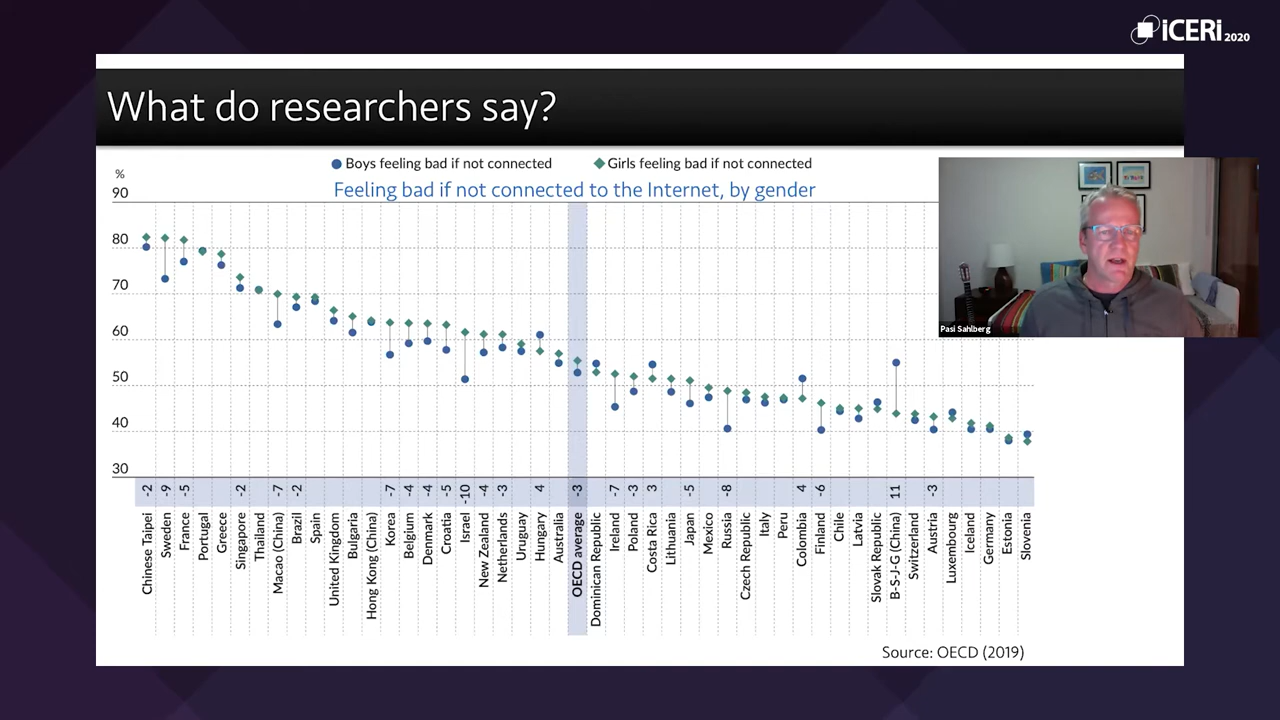 iCERi 2020
What do researchers say?
Boys feeling bad if not connected
Girls feeling bad if not connected
%
Feeling bad if not connected to the Internet, by gender
90
80
70
60
50
40
30
Pasi Sahlberg
-2 -9 -5 -2 -7 -2 -7 -4 -4 -5 -10 -4 -3 4 -3 -7 -3 3 -5 -8 4 -6 11 -3
Chinese Taipei
Sweden
France
Portugal
Greece
Singapore
Thailand
Macao (China)
Brazil
Spain
United Kingdom
Bulgaria
Hong Kong (China)
Korea
Belgium
Denmark
Croatia
Israel
New Zealand
Netherlands
Uruguay
Hungary
Australia
OECD average
Dominican Republic
Ireland
Poland
Costa Rica
Lithuania
Japan
Mexico
Russia
Czech Republic
Italy
Peru
Colombia
Finland
Chile
Latvia
Slovak Republic
B-S-J-G (China)
Switzerland
Austria
Luxembourg
Iceland
Germany
Estonia
Slovenia
Source: OECD (2019)